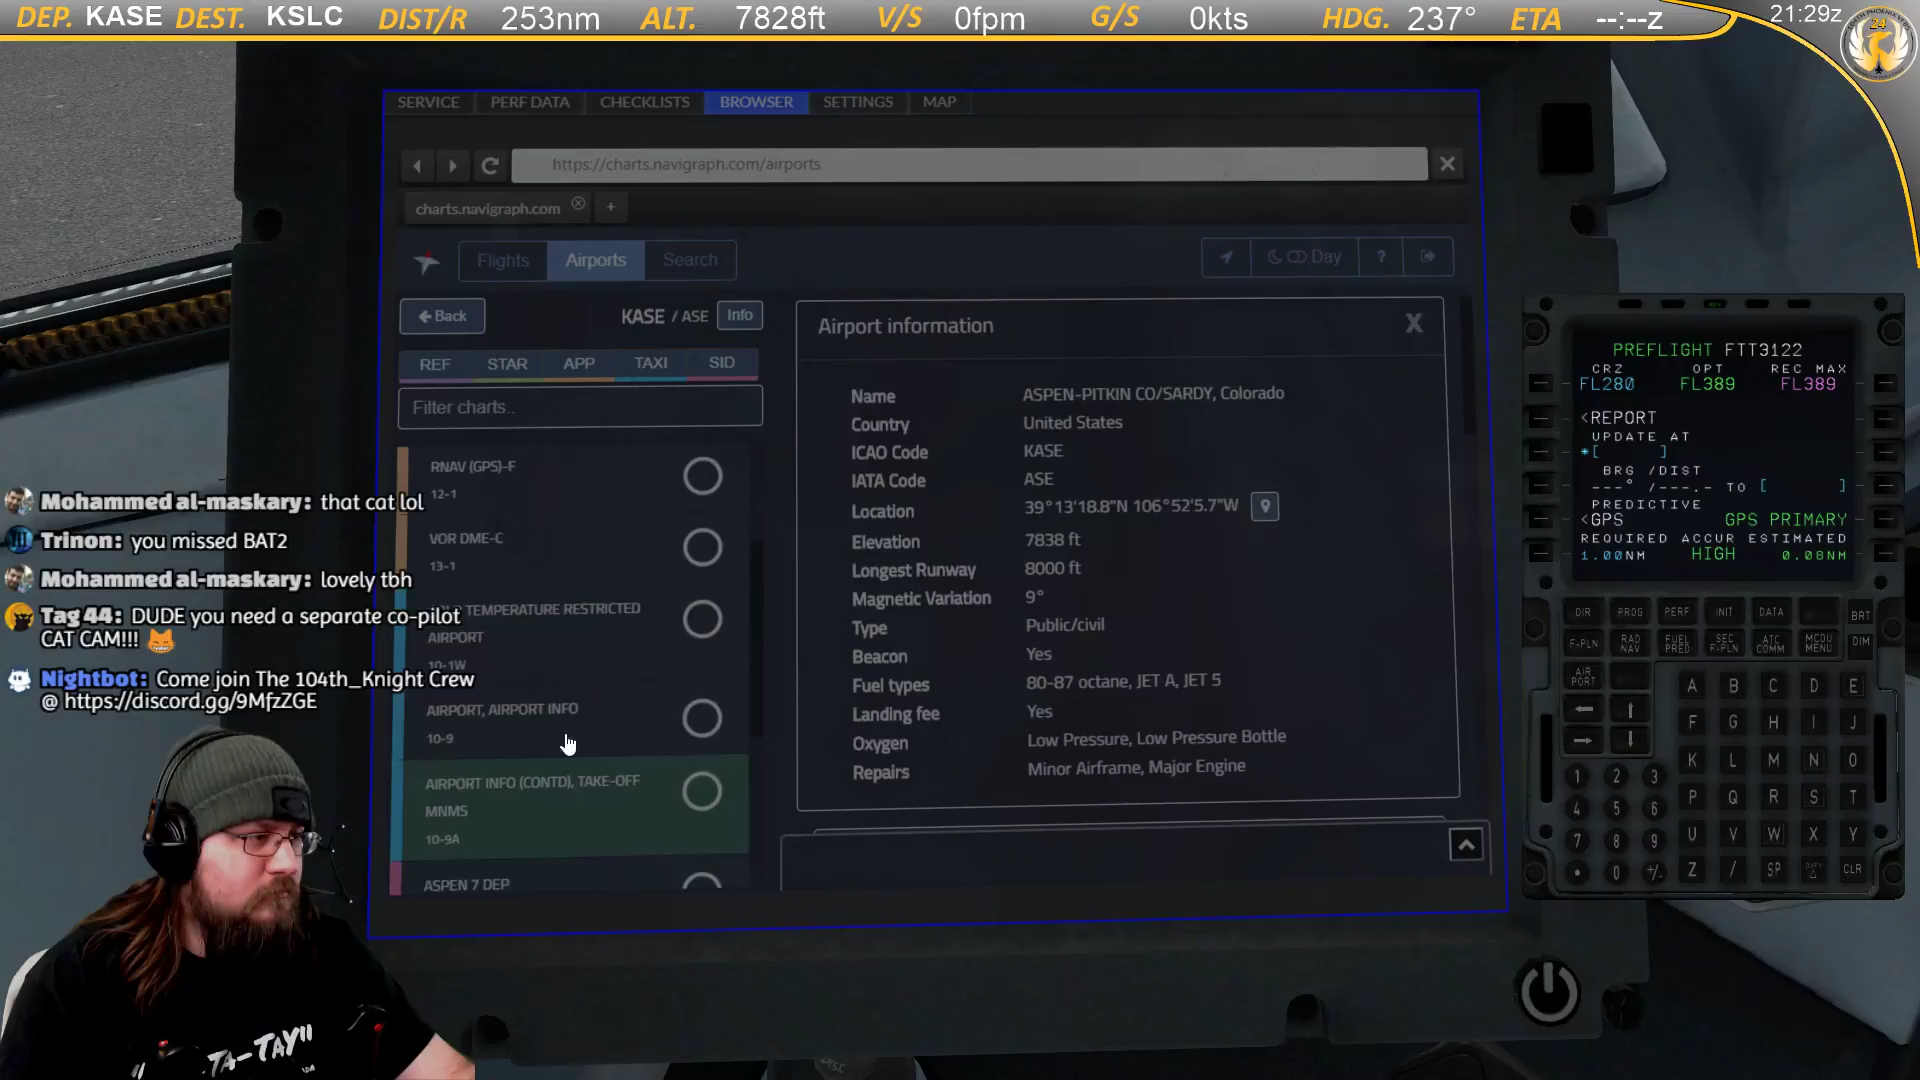 DEP. KASE DEST. KSLC DIST/R 253nm ALT. 7828ft V/S 0fpm G/S 0kts HDG. 237° ETA --:--z 21:29z
24
SERVICE PERF DATA CHECKLISTS BROWSER SETTINGS MAP
https://charts.navigraph.com/airports
charts.navigraph.com +
Flights Airports Search Day ?
Back KASE / ASE Info
REF STAR APP TAXI SID
Filter charts..
RNAV (GPS)-F
12-1
VOR DME-C
13-1
TEMPERATURE RESTRICTED
AIRPORT
10-1W
AIRPORT, AIRPORT INFO
10-9
AIRPORT INFO (CONTD), TAKE-OFF
MNMS
10-9A
ASPEN 7 DEP
Airport information X
Name ASPEN-PITKIN CO/SARDY, Colorado
Country United States
ICAO Code KASE
IATA Code ASE
Location 39°13'18.8"N 106°52'5.7"W
Elevation 7838 ft
Longest Runway 8000 ft
Magnetic Variation 9°
Type Public/civil
Beacon Yes
Fuel types 80-87 octane, JET A, JET 5
Landing fee Yes
Oxygen Low Pressure, Low Pressure Bottle
Repairs Minor Airframe, Major Engine
Mohammed al-maskary: that cat lol
Trinon: you missed BAT2
Mohammed al-maskary: lovely tbh
Tag 44: DUDE you need a separate co-pilot
CAT CAM!!!
Nightbot: Come join The 104th_Knight Crew
@ https://discord.gg/9MfzZGE
PREFLIGHT FTT3122
CRZ OPT REC MAX
FL280 FL389 FL389
<REPORT
UPDATE AT
*[ ]
BRG /DIST
---° /---.- TO [ ]
PREDICTIVE
<GPS GPS PRIMARY
REQUIRED ACCUR ESTIMATED
1.00NM HIGH 0.08NM
DIR PROG PERF INIT DATA BRT
F-PLN RAD NAV FUEL PRED SEC F-PLN ATC COMM MCDU MENU DIM
AIR PORT
A B C D E
F G H I J
K L M N O
1 2 3 P Q R S T
4 5 6 U V W X Y
7 8 9 Z / SP OVFY CLR
. 0 +/-
TA-TAY